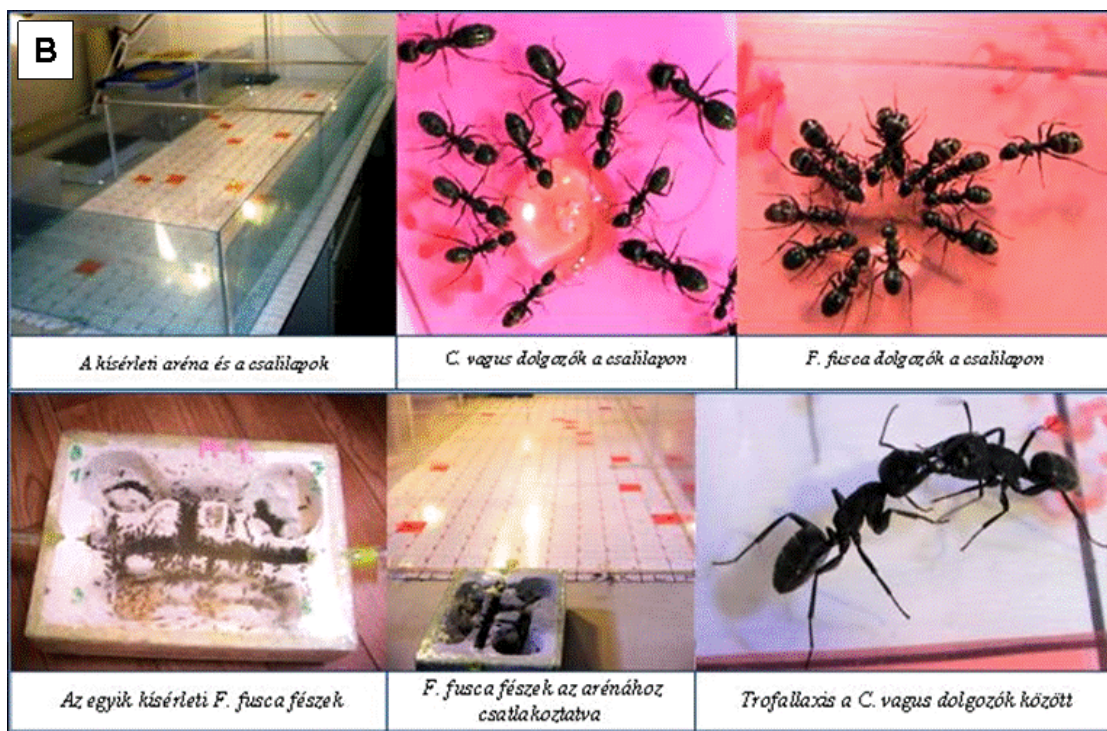 B
A kísérleti aréna és a csalilapok
C. vagus dolgozók a csalilapon
F. fusca dolgozók a csalilapon
Az egyik kísérleti F. fusca fészek
F. fusca fészek az arénához
csatlakoztatva
Trofallaxis a C. vagus dolgozók között